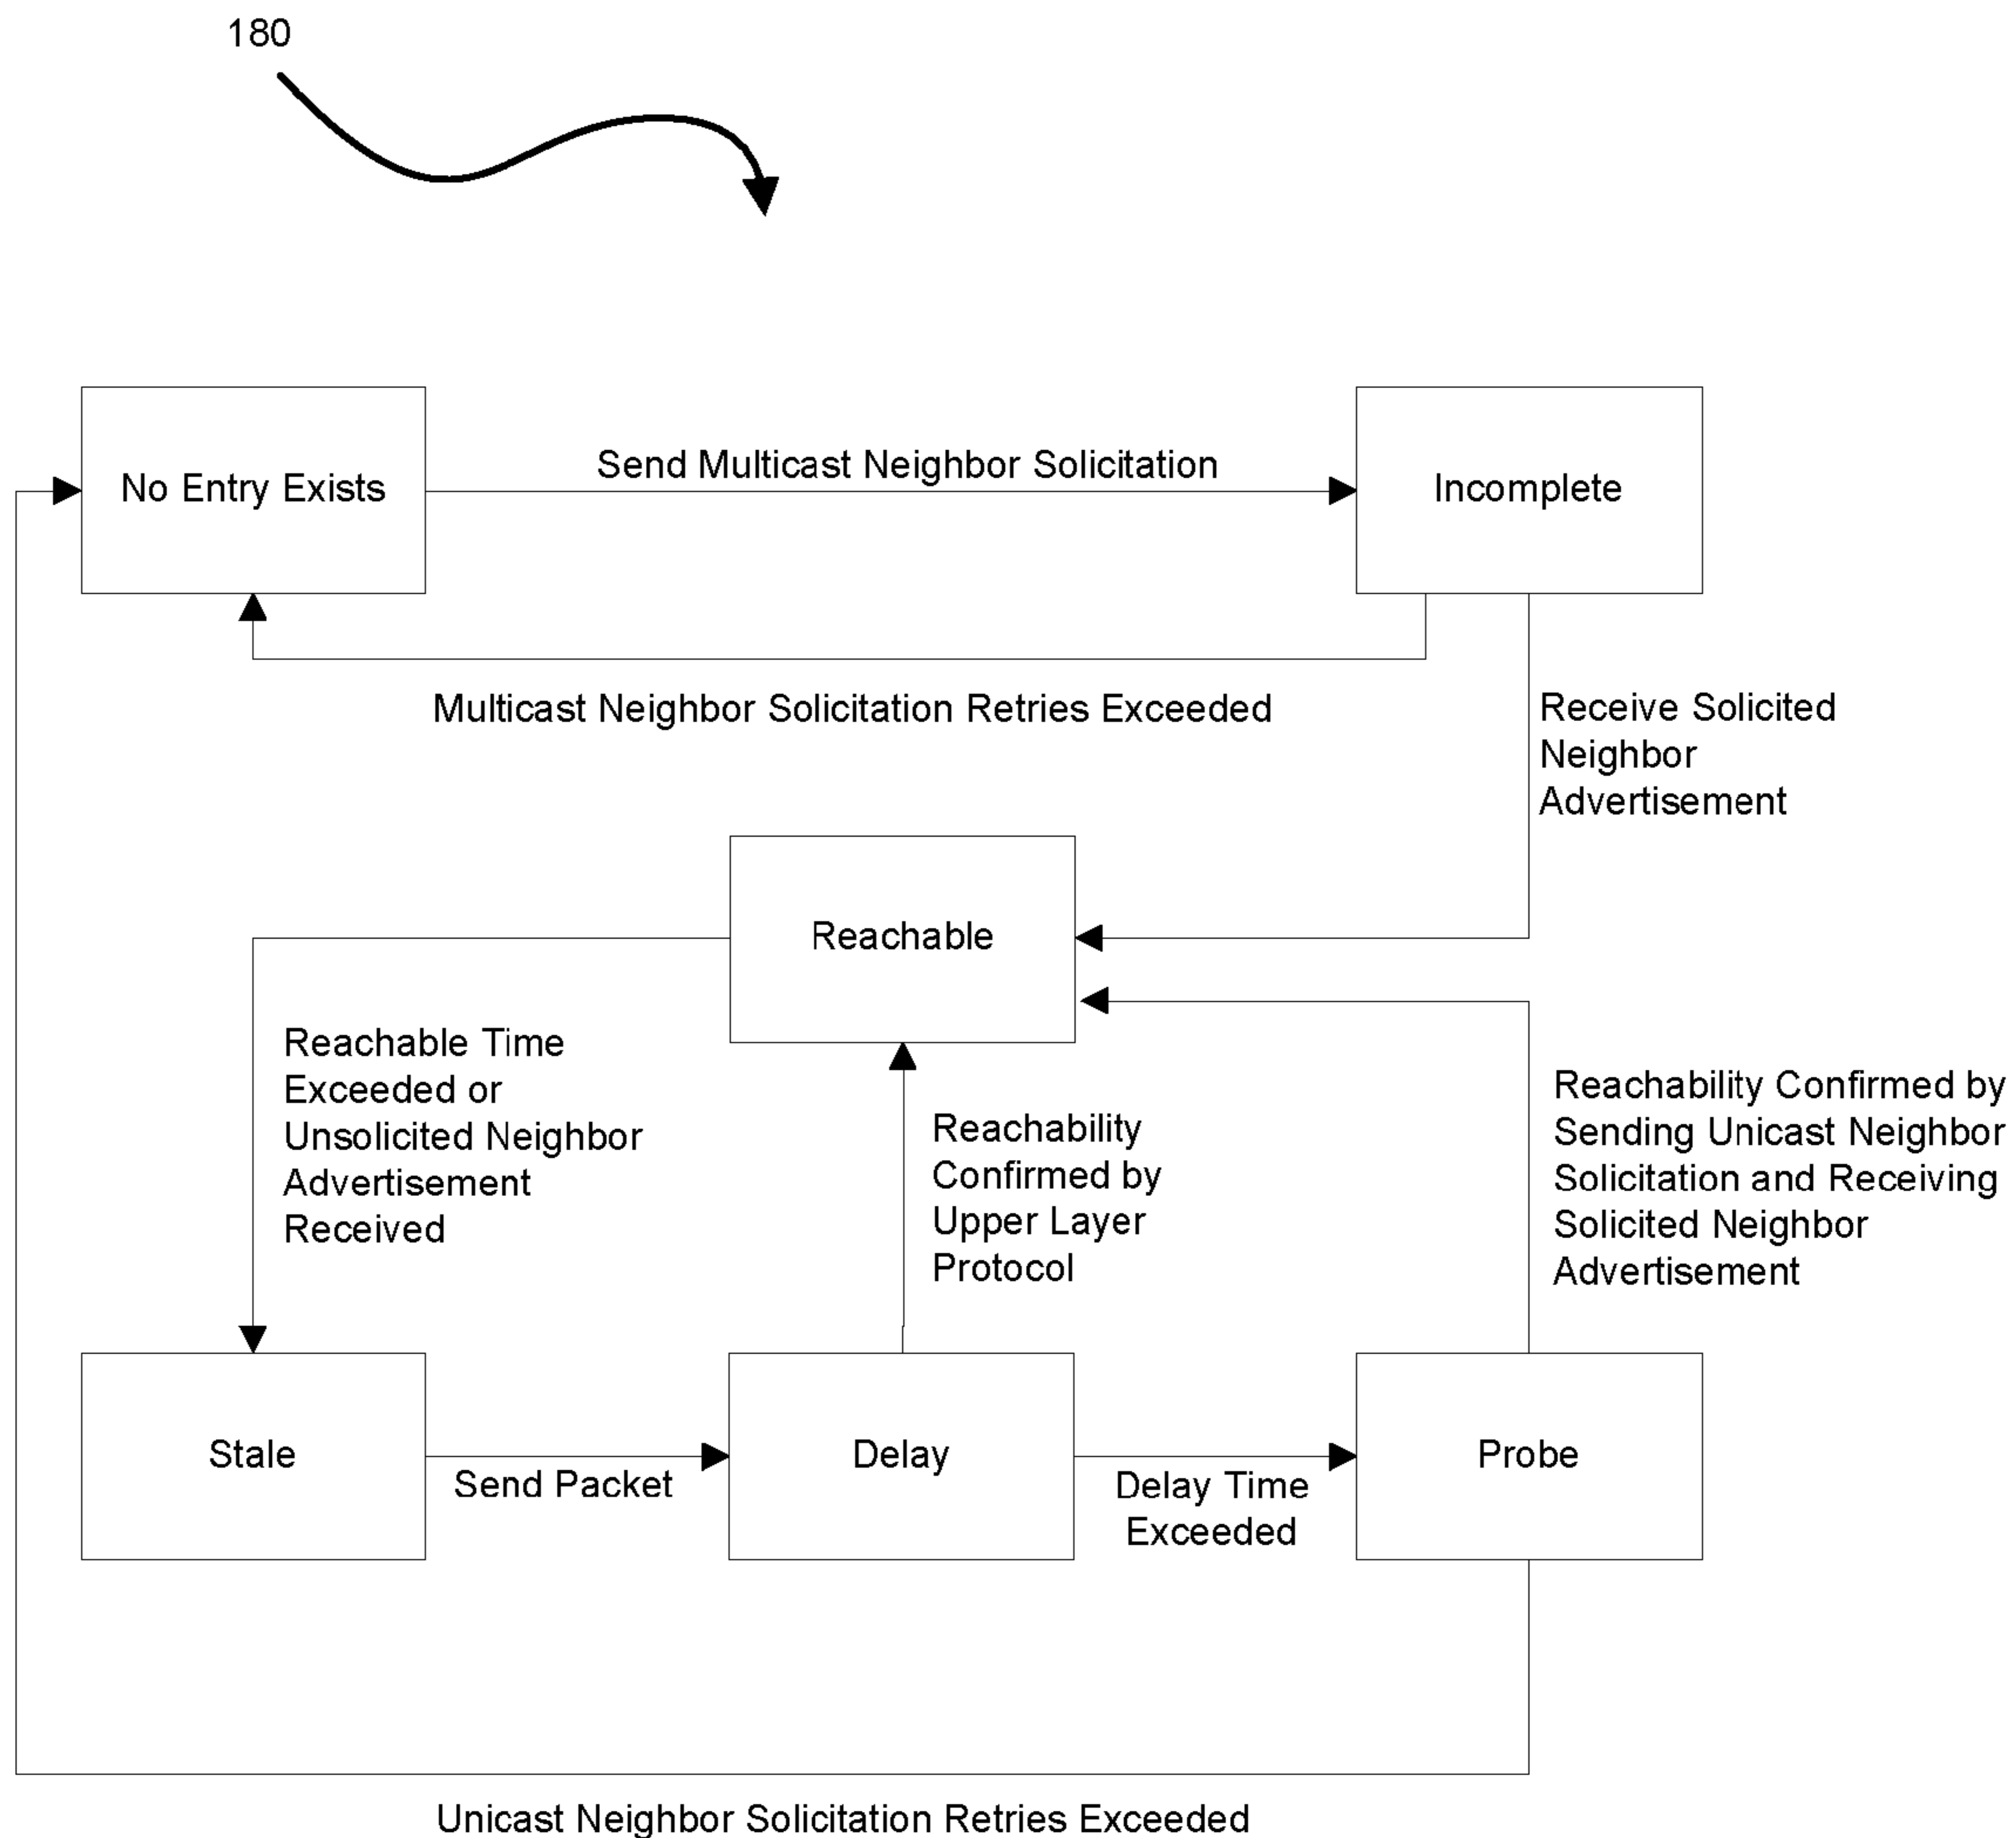 180
No Entry Exists
Send Multicast Neighbor Solicitation
Incomplete
Multicast Neighbor Solicitation Retries Exceeded
Receive Solicited
Neighbor
Advertisement
Reachable
Reachable Time
Exceeded or
Unsolicited Neighbor
Advertisement
Received
Reachability
Confirmed by
Upper Layer
Protocol
Reachability Confirmed by
Sending Unicast Neighbor
Solicitation and Receiving
Solicited Neighbor
Advertisement
Stale
Send Packet
Delay
Delay Time
Exceeded
Probe
Unicast Neighbor Solicitation Retries Exceeded